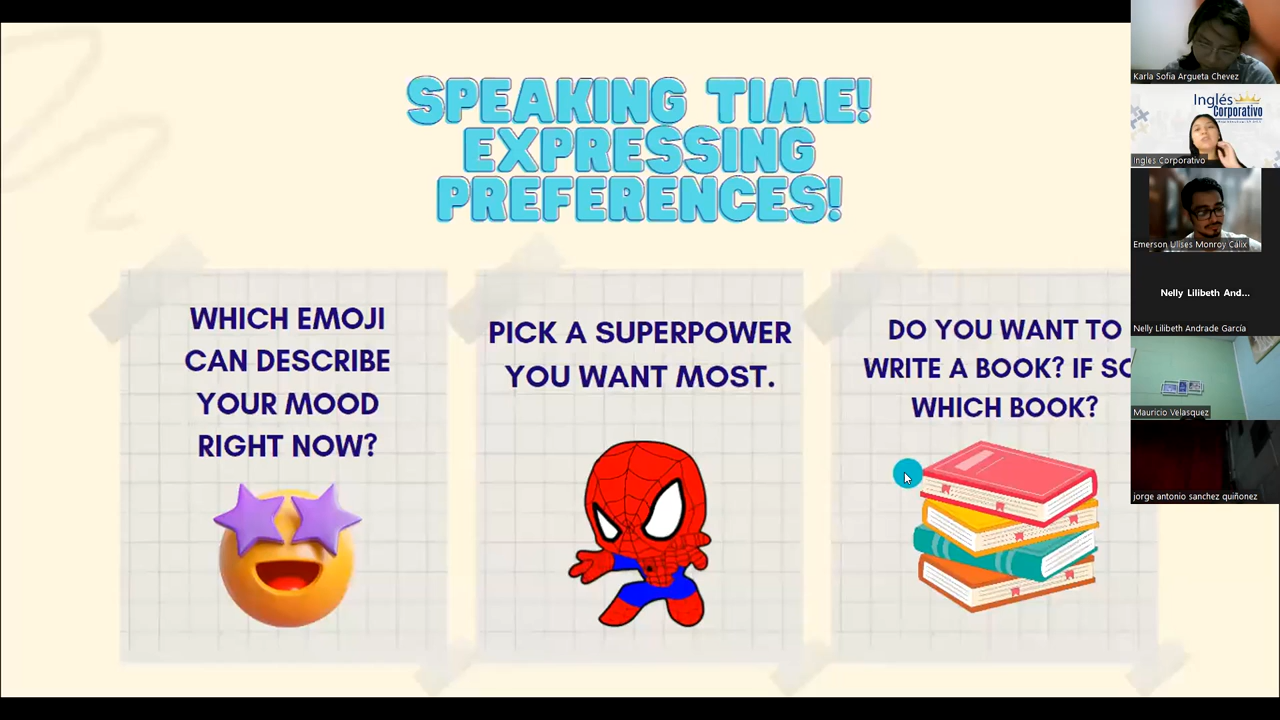 SPEAKING TIME!
EXPRESSING
PREFERENCES!
WHICH EMOJI
CAN DESCRIBE
YOUR MOOD
RIGHT NOW?
PICK A SUPERPOWER
YOU WANT MOST.
DO YOU WANT TO
WRITE A BOOK? IF SO
WHICH BOOK?
Karla Sofia Argueta Chevez
Inglés
Corporativo
Ingles Corporativo
Emerson Ulises Monroy Cálix
Nelly Lilibeth And...
Nelly Lilibeth Andrade García
Mauricio Velasquez
jorge antonio sanchez quiñonez